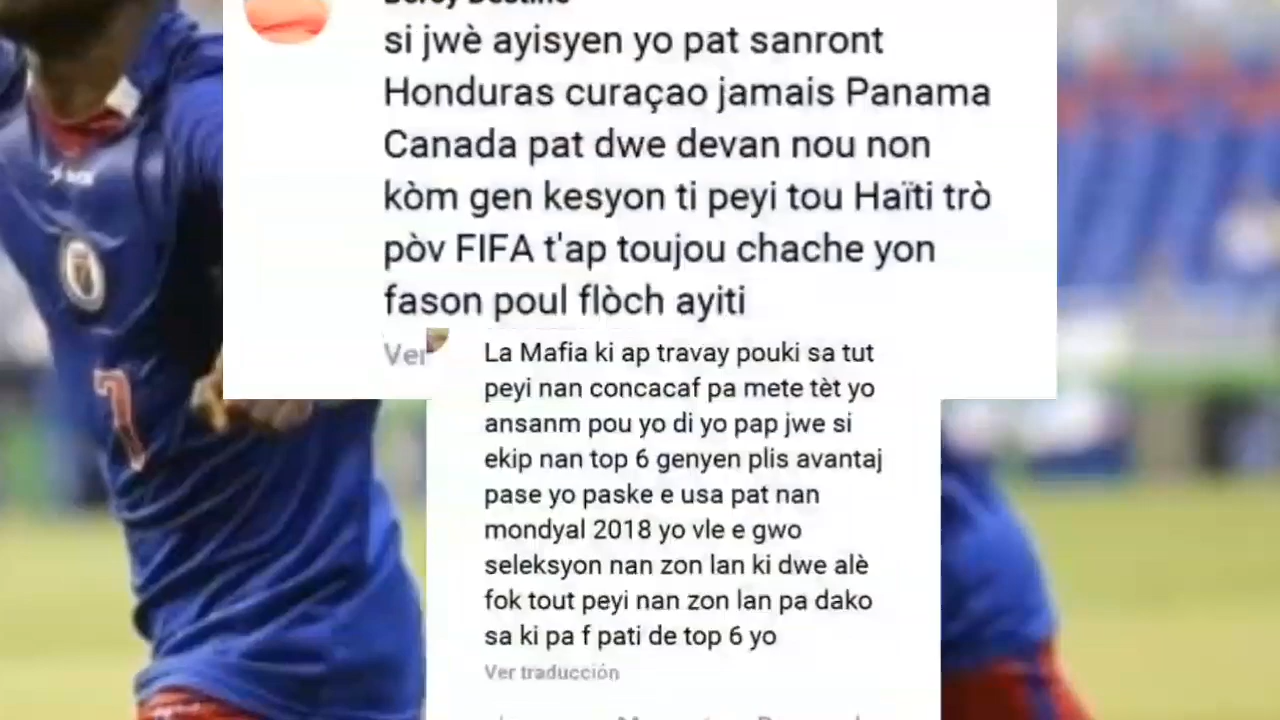 si jwè ayisyen yo pat sanront
Honduras curaçao jamais Panama
Canada pat dwe devan nou non
kòm gen kesyon ti peyi tou Haïti trò
pòv FIFA t'ap toujou chache yon
fason poul flòch ayiti
Ver
La Mafia ki ap travay pouki sa tut
peyi nan concacaf pa mete tèt yo
ansanm pou yo di yo pap jwe si
ekip nan top 6 genyen plis avantaj
pase yo paske e usa pat nan
mondyal 2018 yo vle e gwo
seleksyon nan zon lan ki dwe alè
fok tout peyi nan zon lan pa dako
sa ki pa f pati de top 6 yo
Ver traducción
7